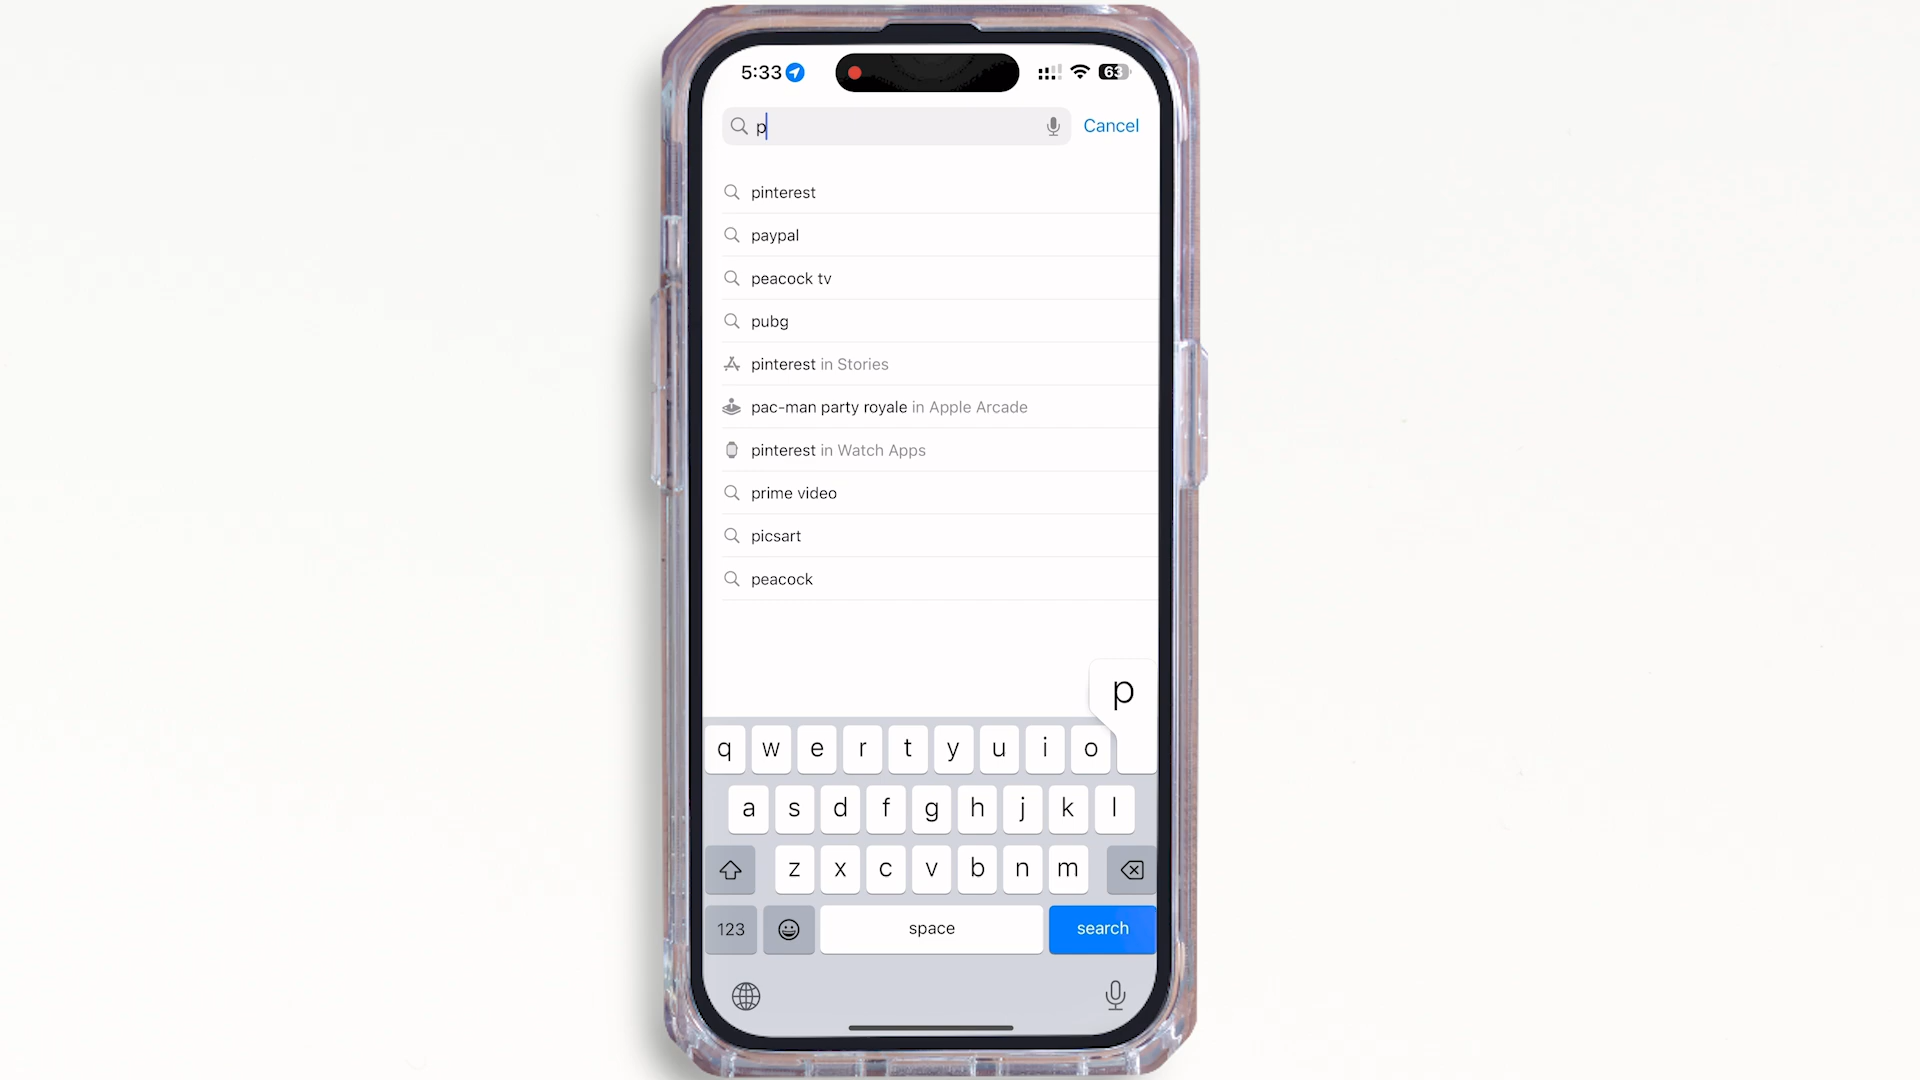 5:33
63
p
Cancel
pinterest
paypal
peacock tv
pubg
pinterest in Stories
pac-man party royale in Apple Arcade
pinterest in Watch Apps
prime video
picsart
peacock
p
q w e r t y u i o
a s d f g h j k l
z x c v b n m
123
space
search